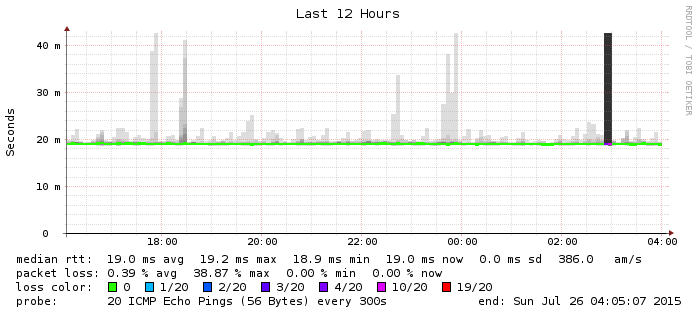 Last 12 Hours
RRDTOOL / TOBI OETIKER
Seconds
40 m
30 m
20 m
10 m
0
18:00 20:00 22:00 00:00 02:00 04:00
median rtt: 19.0 ms avg 19.2 ms max 18.9 ms min 19.0 ms now 0.0 ms sd 386.0 am/s
packet loss: 0.39 % avg 38.87 % max 0.00 % min 0.00 % now
loss color: 0 1/20 2/20 3/20 4/20 10/20 19/20
probe: 20 ICMP Echo Pings (56 Bytes) every 300s end: Sun Jul 26 04:05:07 2015